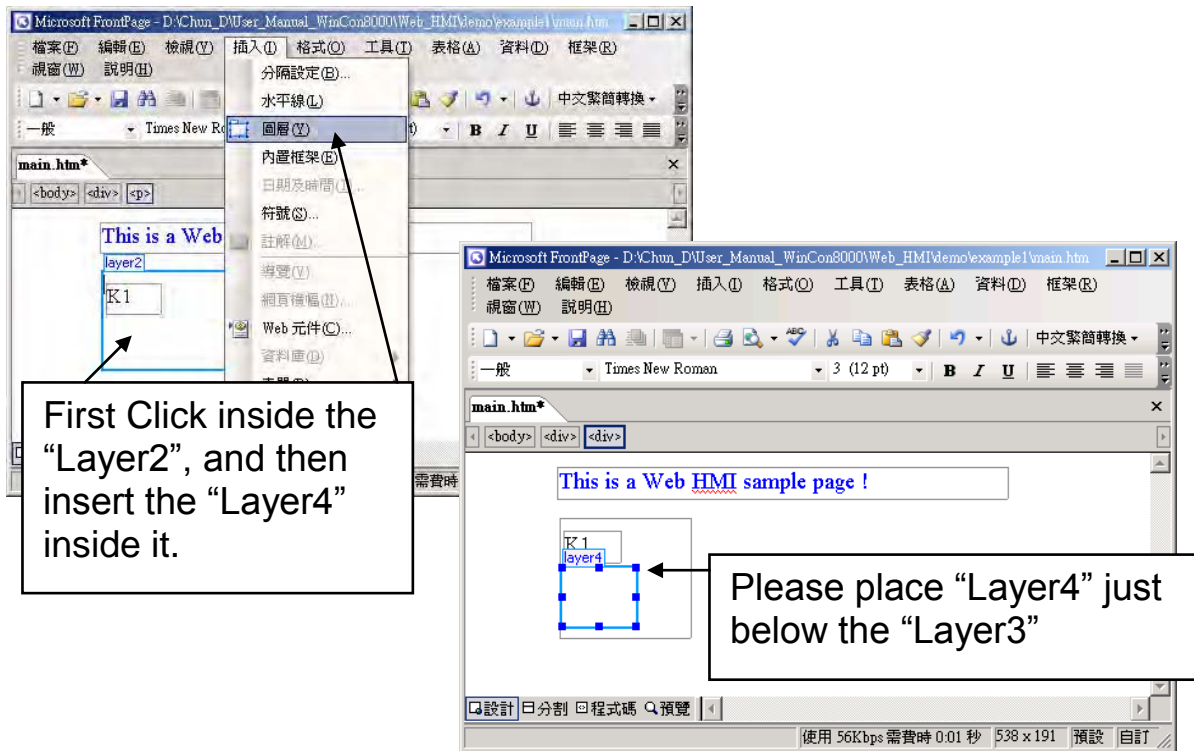 Microsoft FrontPage - D:\Chun_D\User_Manual_WinCon8000\Web_HMI\demo\example1\main.htm
檔案(F) 編輯(E) 檢視(V) 插入(I) 格式(O) 工具(T) 表格(A) 資料(D) 框架(R)
視窗(W) 說明(H)
分隔設定(B)...
水平線(L)
中文繁簡轉換
一般 Times New Ro
圖層(Y)
B I U
main.htm*
內置框架(E)
<body> <div> <p>
日期及時間(T)...
符號(S)...
This is a Web
註解(M)...
layer2
導覽(V)
K1
網頁橫幅(N)...
Web 元件(C)...
資料庫(D)
First Click inside the
“Layer2”, and then
insert the “Layer4”
inside it.
需費時
Microsoft FrontPage - D:\Chun_D\User_Manual_WinCon8000\Web_HMI\demo\example1\main.htm
檔案(F) 編輯(E) 檢視(V) 插入(I) 格式(O) 工具(T) 表格(A) 資料(D) 框架(R)
視窗(W) 說明(H)
ABC 中文繁簡轉換
一般 Times New Roman 3 (12 pt) B I U
main.htm*
<body> <div> <div>
This is a Web HMI sample page !
K1
layer4
Please place “Layer4” just
below the “Layer3”
設計 分割 程式碼 預覽
使用 56Kbps 需費時 0:01 秒 538 x 191 預設 自訂